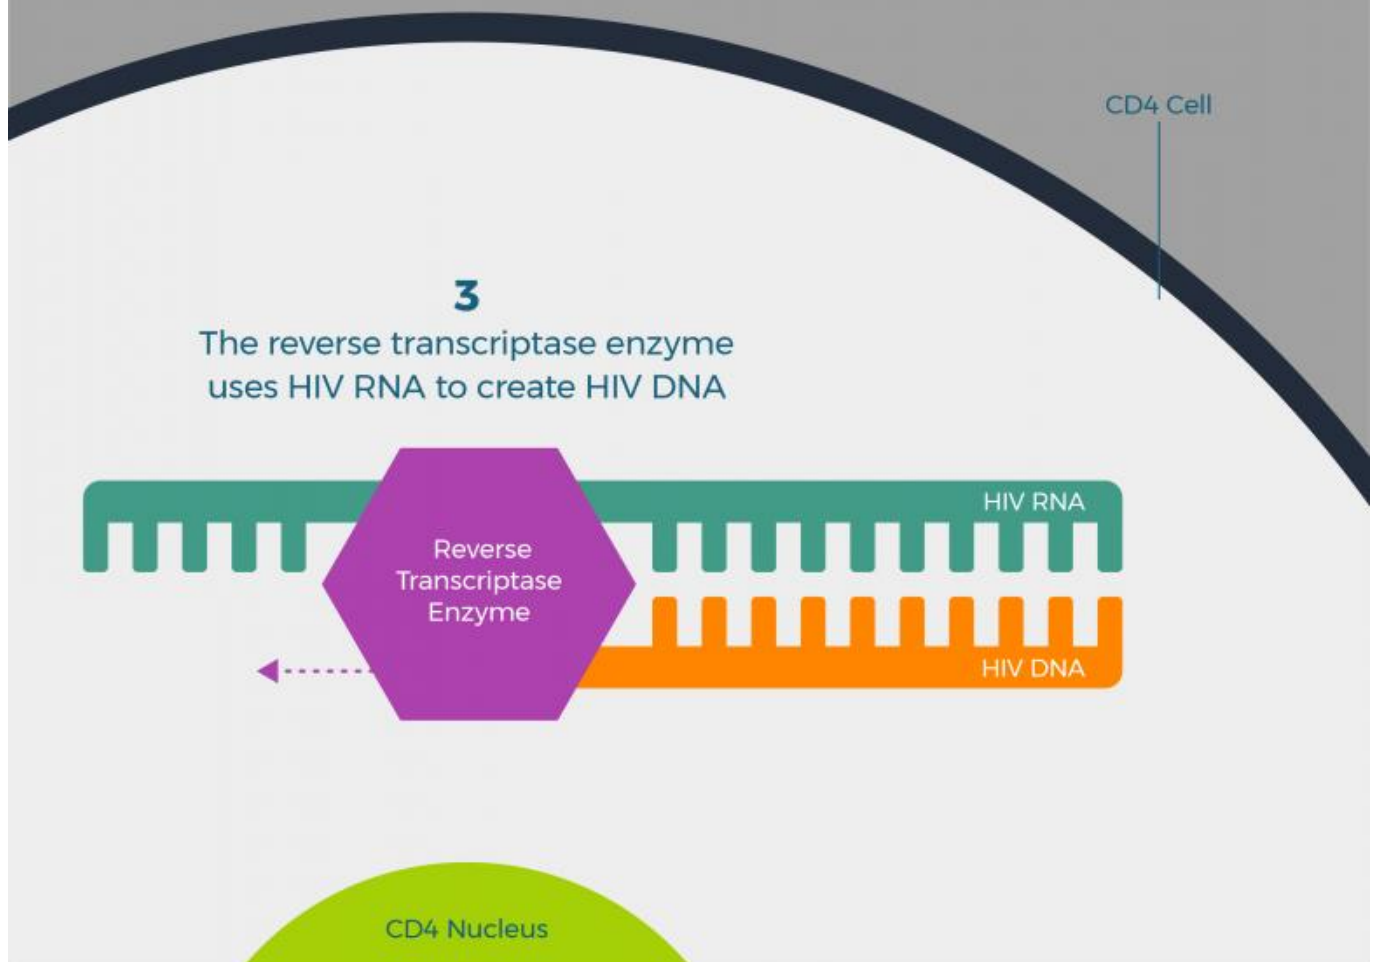 CD4 Cell
3
The reverse transcriptase enzyme
uses HIV RNA to create HIV DNA
HIV RNA
Reverse
Transcriptase
Enzyme
HIV DNA
CD4 Nucleus